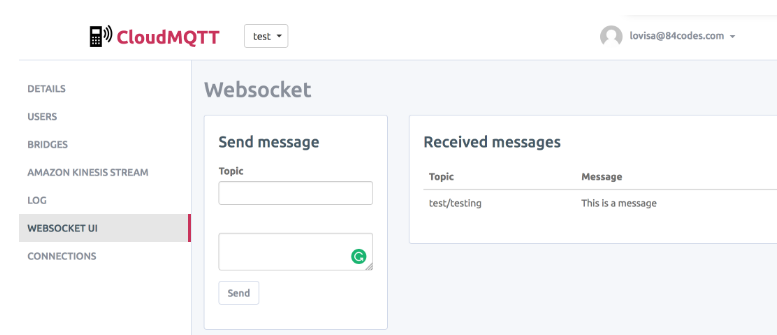 CloudMQTT
test
lovisa@84codes.com
DETAILS
USERS
BRIDGES
AMAZON KINESIS STREAM
LOG
WEBSOCKET UI
CONNECTIONS
Websocket
Send message
Topic
Send
Received messages
Topic Message
test/testing This is a message